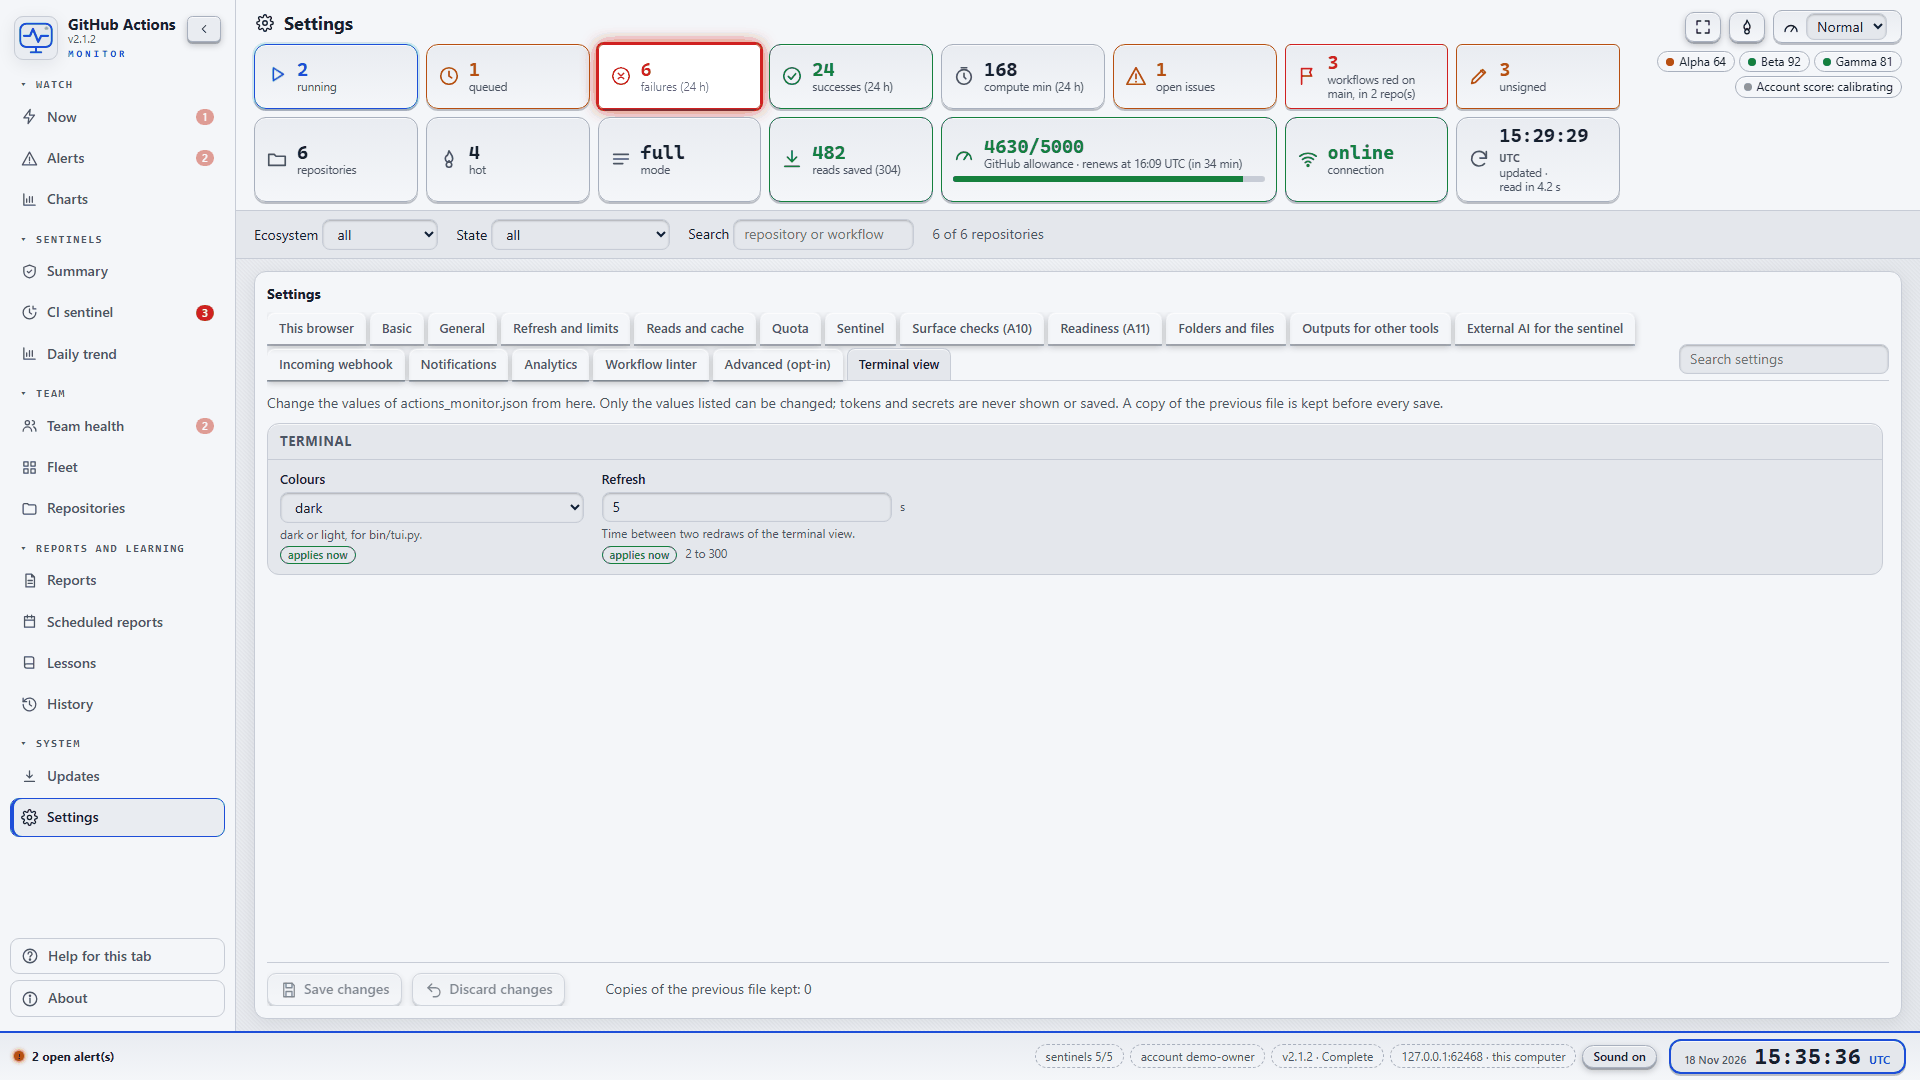 GitHub Actions
v2.1.2
MONITOR
WATCH
Now 1
Alerts 2
Charts
SENTINELS
Summary
CI sentinel 3
Daily trend
TEAM
Team health 2
Fleet
Repositories
REPORTS AND LEARNING
Reports
Scheduled reports
Lessons
History
SYSTEM
Updates
Settings
Help for this tab
About
Settings
2 running
1 queued
6 failures (24 h)
24 successes (24 h)
168 compute min (24 h)
1 open issues
3 workflows red on main, in 2 repo(s)
3 unsigned
6 repositories
4 hot
full mode
482 reads saved (304)
4630/5000
GitHub allowance · renews at 16:09 UTC (in 34 min)
online connection
15:29:29 UTC
updated · read in 4.2 s
Normal
Alpha 64 Beta 92 Gamma 81
Account score: calibrating
Ecosystem all State all Search repository or workflow 6 of 6 repositories
Settings
This browser Basic General Refresh and limits Reads and cache Quota Sentinel Surface checks (A10) Readiness (A11) Folders and files Outputs for other tools External AI for the sentinel
Incoming webhook Notifications Analytics Workflow linter Advanced (opt-in) Terminal view Search settings
Change the values of actions_monitor.json from here. Only the values listed can be changed; tokens and secrets are never shown or saved. A copy of the previous file is kept before every save.
TERMINAL
Colours Refresh
dark 5 s
dark or light, for bin/tui.py. Time between two redraws of the terminal view.
applies now applies now 2 to 300
Save changes Discard changes Copies of the previous file kept: 0
2 open alert(s) sentinels 5/5 account demo-owner v2.1.2 · Complete 127.0.0.1:62468 · this computer Sound on 18 Nov 2026 15:35:36 UTC